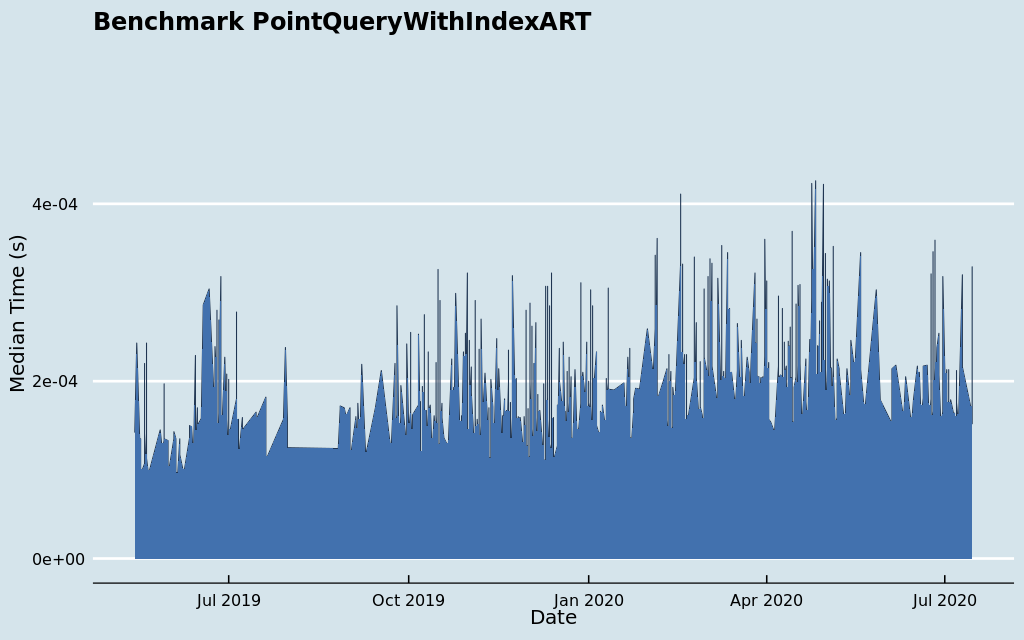 Benchmark PointQueryWithIndexART
Median Time (s)
4e-04
2e-04
0e+00
Jul 2019
Oct 2019
Jan 2020
Apr 2020
Jul 2020
Date